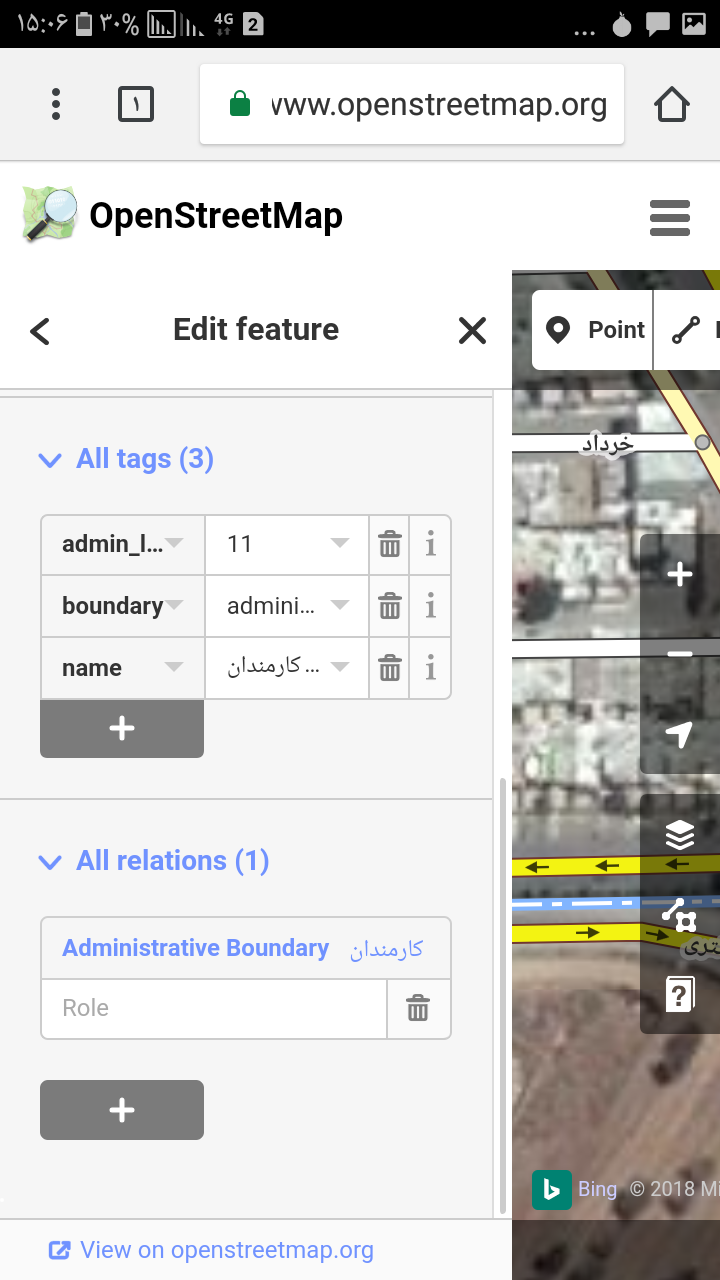 ۱۵:۰۶ ۳۰% 4G 2
۱ www.openstreetmap.org
OpenStreetMap
Edit feature
Point
خرداد
All tags (3)
admin_l... 11
boundary admini...
name کارمندان ...
All relations (1)
Administrative Boundary کارمندان
Role
Bing © 2018 Mi
View on openstreetmap.org